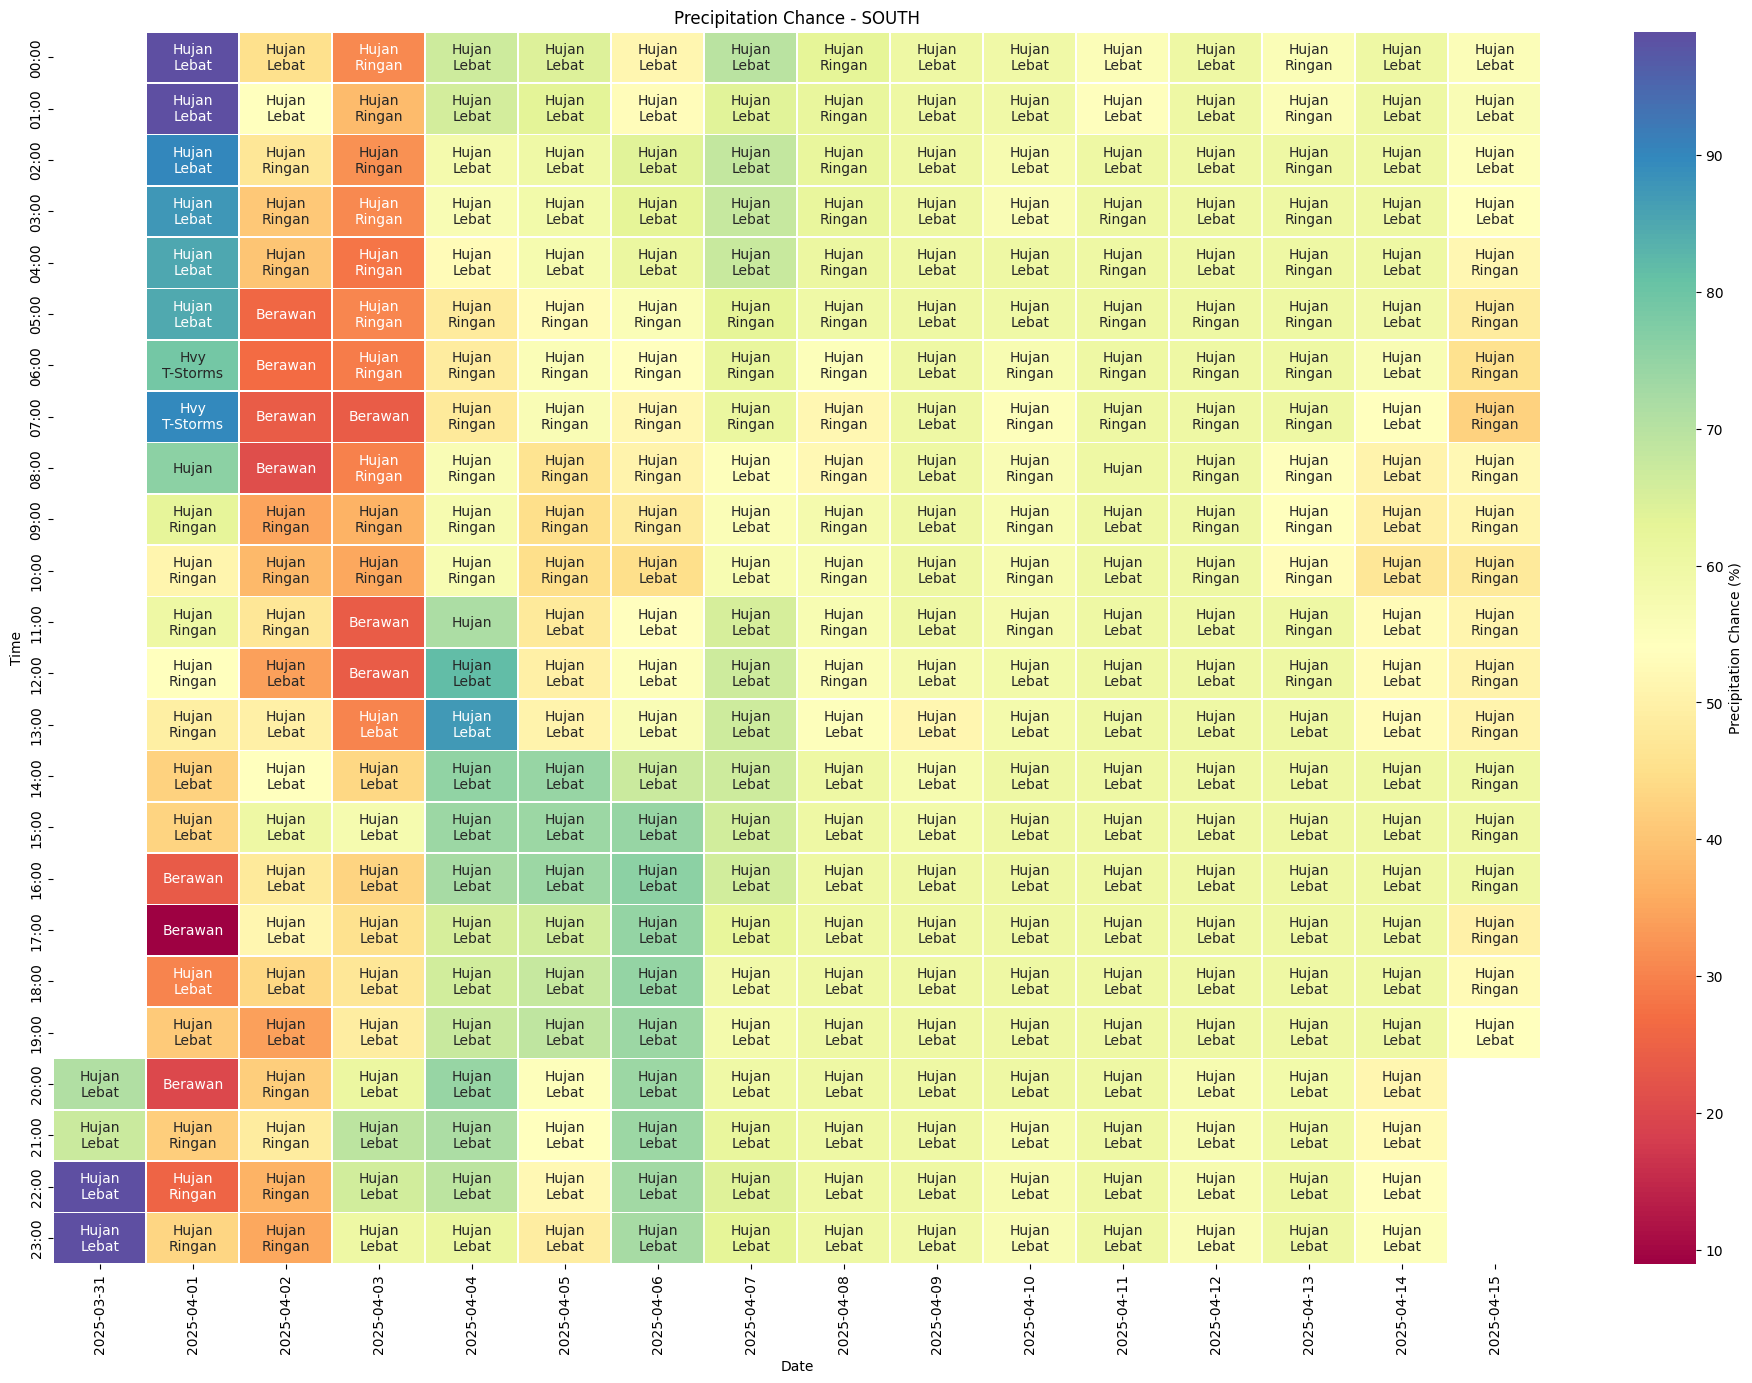 Precipitation Chance - SOUTH
00:00
Hujan Hujan Hujan Hujan Hujan Hujan Hujan Hujan Hujan Hujan Hujan Hujan Hujan Hujan Hujan
Lebat Lebat Ringan Lebat Lebat Lebat Lebat Ringan Lebat Lebat Lebat Lebat Ringan Lebat Lebat
01:00
Hujan Hujan Hujan Hujan Hujan Hujan Hujan Hujan Hujan Hujan Hujan Hujan Hujan Hujan Hujan
Lebat Lebat Ringan Lebat Lebat Lebat Lebat Ringan Lebat Lebat Lebat Lebat Ringan Lebat Lebat
02:00
Hujan Hujan Hujan Hujan Hujan Hujan Hujan Hujan Hujan Hujan Hujan Hujan Hujan Hujan Hujan
Lebat Ringan Ringan Lebat Lebat Lebat Lebat Ringan Lebat Lebat Lebat Lebat Ringan Lebat Lebat
03:00
Hujan Hujan Hujan Hujan Hujan Hujan Hujan Hujan Hujan Hujan Hujan Hujan Hujan Hujan Hujan
Lebat Ringan Ringan Lebat Lebat Lebat Lebat Ringan Lebat Lebat Ringan Lebat Ringan Lebat Lebat
04:00
Hujan Hujan Hujan Hujan Hujan Hujan Hujan Hujan Hujan Hujan Hujan Hujan Hujan Hujan Hujan
Lebat Ringan Ringan Lebat Lebat Lebat Lebat Ringan Lebat Lebat Ringan Lebat Ringan Lebat Ringan
05:00
Hujan Berawan Hujan Hujan Hujan Hujan Hujan Hujan Hujan Hujan Hujan Hujan Hujan Hujan Hujan
Lebat Ringan Ringan Ringan Ringan Ringan Ringan Lebat Lebat Ringan Ringan Ringan Lebat Ringan
06:00
Hvy Berawan Hujan Hujan Hujan Hujan Hujan Hujan Hujan Hujan Hujan Hujan Hujan Hujan Hujan
T-Storms Ringan Ringan Ringan Ringan Ringan Ringan Lebat Ringan Ringan Ringan Ringan Lebat Ringan
07:00
Hvy Berawan Berawan Hujan Hujan Hujan Hujan Hujan Hujan Hujan Hujan Hujan Hujan Hujan Hujan
T-Storms Ringan Ringan Ringan Ringan Ringan Lebat Ringan Ringan Ringan Ringan Lebat Ringan
08:00
Hujan Berawan Hujan Hujan Hujan Hujan Hujan Hujan Hujan Hujan Hujan Hujan Hujan Hujan Hujan
Ringan Ringan Ringan Ringan Lebat Ringan Lebat Ringan Ringan Ringan Lebat Ringan
09:00
Hujan Hujan Hujan Hujan Hujan Hujan Hujan Hujan Hujan Hujan Hujan Hujan Hujan Hujan Hujan
Ringan Ringan Ringan Ringan Ringan Ringan Lebat Ringan Lebat Ringan Lebat Ringan Ringan Lebat Ringan
10:00
Hujan Hujan Hujan Hujan Hujan Hujan Hujan Hujan Hujan Hujan Hujan Hujan Hujan Hujan Hujan
Ringan Ringan Ringan Ringan Ringan Lebat Lebat Ringan Lebat Ringan Lebat Ringan Ringan Lebat Ringan
11:00
Hujan Hujan Berawan Hujan Hujan Hujan Hujan Hujan Hujan Hujan Hujan Hujan Hujan Hujan Hujan
Ringan Ringan Lebat Lebat Lebat Ringan Lebat Ringan Lebat Lebat Ringan Lebat Ringan
12:00
Hujan Hujan Berawan Hujan Hujan Hujan Hujan Hujan Hujan Hujan Hujan Hujan Hujan Hujan Hujan
Ringan Lebat Lebat Lebat Lebat Lebat Ringan Lebat Lebat Lebat Lebat Ringan Lebat Ringan
13:00
Hujan Hujan Hujan Hujan Hujan Hujan Hujan Hujan Hujan Hujan Hujan Hujan Hujan Hujan Hujan
Ringan Lebat Lebat Lebat Lebat Lebat Lebat Lebat Lebat Lebat Lebat Lebat Lebat Lebat Ringan
14:00
Hujan Hujan Hujan Hujan Hujan Hujan Hujan Hujan Hujan Hujan Hujan Hujan Hujan Hujan Hujan
Lebat Lebat Lebat Lebat Lebat Lebat Lebat Lebat Lebat Lebat Lebat Lebat Lebat Lebat Ringan
15:00
Hujan Hujan Hujan Hujan Hujan Hujan Hujan Hujan Hujan Hujan Hujan Hujan Hujan Hujan Hujan
Lebat Lebat Lebat Lebat Lebat Lebat Lebat Lebat Lebat Lebat Lebat Lebat Lebat Lebat Ringan
16:00
Berawan Hujan Hujan Hujan Hujan Hujan Hujan Hujan Hujan Hujan Hujan Hujan Hujan Hujan Hujan
Lebat Lebat Lebat Lebat Lebat Lebat Lebat Lebat Lebat Lebat Lebat Lebat Lebat Ringan
17:00
Berawan Hujan Hujan Hujan Hujan Hujan Hujan Hujan Hujan Hujan Hujan Hujan Hujan Hujan Hujan
Lebat Lebat Lebat Lebat Lebat Lebat Lebat Lebat Lebat Lebat Lebat Lebat Lebat Ringan
18:00
Hujan Hujan Hujan Hujan Hujan Hujan Hujan Hujan Hujan Hujan Hujan Hujan Hujan Hujan Hujan
Lebat Lebat Lebat Lebat Lebat Lebat Lebat Lebat Lebat Lebat Lebat Lebat Lebat Lebat Ringan
19:00
Hujan Hujan Hujan Hujan Hujan Hujan Hujan Hujan Hujan Hujan Hujan Hujan Hujan Hujan Hujan
Lebat Lebat Lebat Lebat Lebat Lebat Lebat Lebat Lebat Lebat Lebat Lebat Lebat Lebat Lebat
20:00
Hujan Berawan Hujan Hujan Hujan Hujan Hujan Hujan Hujan Hujan Hujan Hujan Hujan Hujan Hujan
Lebat Ringan Lebat Lebat Lebat Lebat Lebat Lebat Lebat Lebat Lebat Lebat Lebat Lebat
21:00
Hujan Hujan Hujan Hujan Hujan Hujan Hujan Hujan Hujan Hujan Hujan Hujan Hujan Hujan Hujan
Lebat Ringan Ringan Lebat Lebat Lebat Lebat Lebat Lebat Lebat Lebat Lebat Lebat Lebat Lebat
22:00
Hujan Hujan Hujan Hujan Hujan Hujan Hujan Hujan Hujan Hujan Hujan Hujan Hujan Hujan Hujan
Lebat Ringan Ringan Lebat Lebat Lebat Lebat Lebat Lebat Lebat Lebat Lebat Lebat Lebat Lebat
23:00
Hujan Hujan Hujan Hujan Hujan Hujan Hujan Hujan Hujan Hujan Hujan Hujan Hujan Hujan Hujan
Lebat Ringan Ringan Lebat Lebat Lebat Lebat Lebat Lebat Lebat Lebat Lebat Lebat Lebat Lebat
Time
2025-03-31
2025-04-01
2025-04-02
2025-04-03
2025-04-04
2025-04-05
2025-04-06
2025-04-07
2025-04-08
2025-04-09
2025-04-10
2025-04-11
2025-04-12
2025-04-13
2025-04-14
2025-04-15
Date
90
80
70
60
50
40
30
20
10
Precipitation Chance (%)